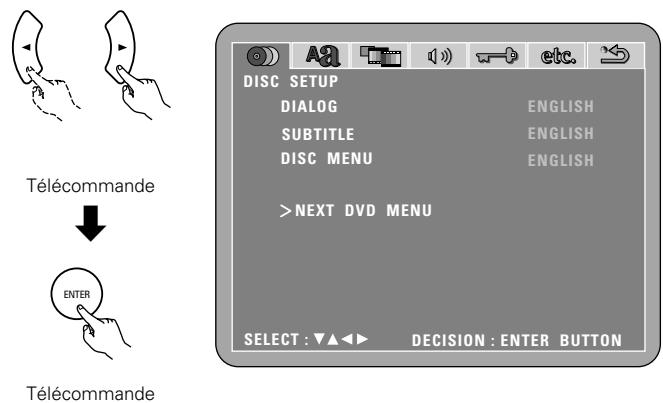 Télécommande
ENTER
Télécommande
Aa etc.
DISC SETUP
DIALOG ENGLISH
SUBTITLE ENGLISH
DISC MENU ENGLISH
>NEXT DVD MENU
SELECT : ▼▲◄► DECISION : ENTER BUTTON